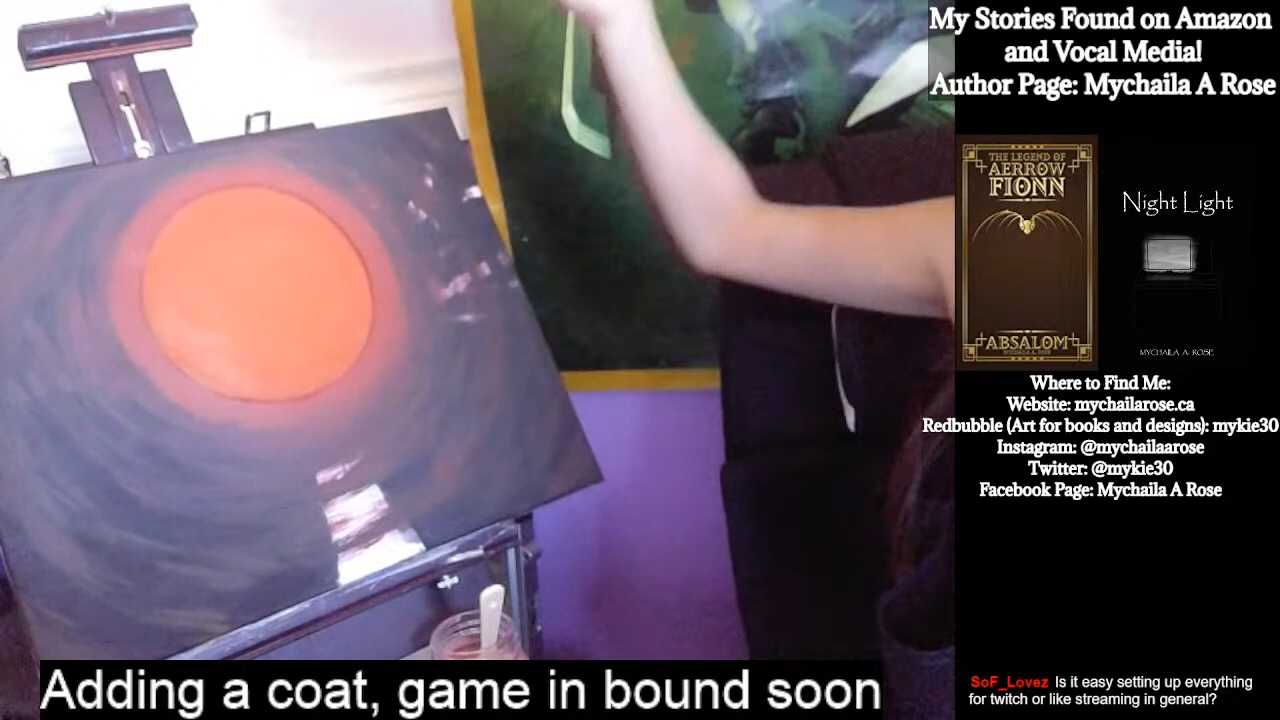 My Stories Found on Amazon
and Vocal Media!
Author Page: Mychaila A Rose
THE LEGEND OF
AERROW
FIONN
ABSALOM
MYCHAILA A. ROSE
Night Light
MYCHAILA A. ROSE
Where to Find Me:
Website: mychailarose.ca
Redbubble (Art for books and designs): mykie30
Instagram: @mychailaarose
Twitter: @mykie30
Facebook Page: Mychaila A Rose
Adding a coat, game in bound soon
SoF_Lovez Is it easy setting up everything
for twitch or like streaming in general?